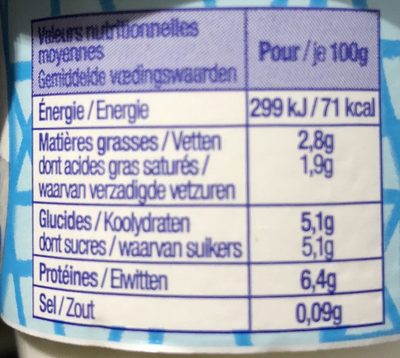 Valeurs nutritionnelles
moyennes
Gemiddelde vœdingswaarden
Pour / je 100g
Énergie / Energie 299 kJ / 71 kcal
Matières grasses / Vetten 2,8g
dont acides gras saturés / 1,9g
waarvan verzadigde vetzuren
Glucides / Koolydraten 5,1g
dont sucres / waarvan suikers 5,1g
Protéines / Eiwitten 6,4g
Sel / Zout 0,09g